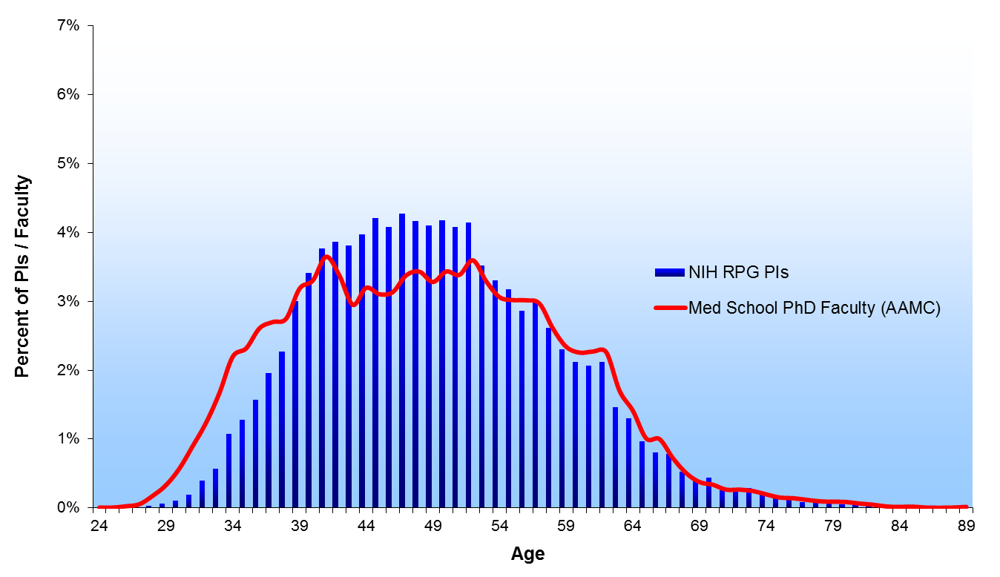 7%
6%
5%
4%
3%
2%
1%
0%
Percent of PIs / Faculty
NIH RPG PIs
Med School PhD Faculty (AAMC)
24 29 34 39 44 49 54 59 64 69 74 79 84 89
Age